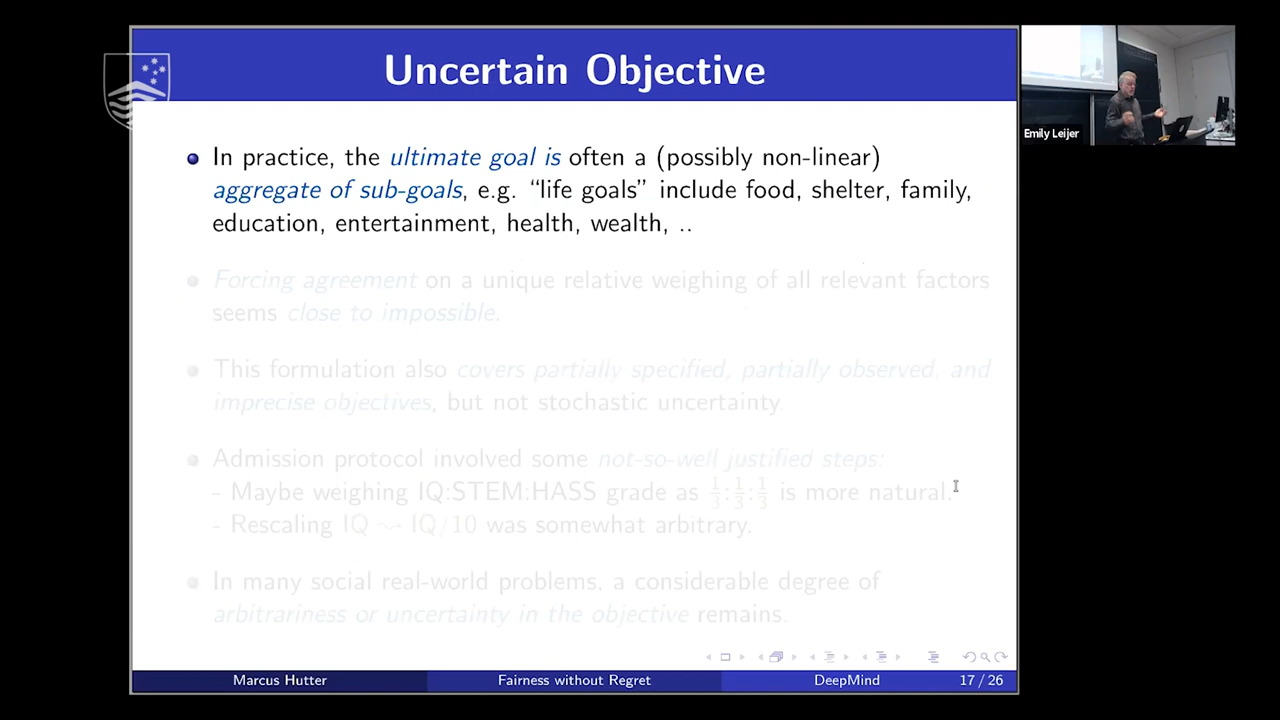 Uncertain Objective
Emily Leijer
In practice, the ultimate goal is often a (possibly non-linear)
aggregate of sub-goals, e.g. “life goals” include food, shelter, family,
education, entertainment, health, wealth, ..
Forcing agreement on a unique relative weighing of all relevant factors
seems close to impossible.
This formulation also covers partially specified, partially observed, and
imprecise objectives, but not stochastic uncertainty.
Admission protocol involved some not-so-well justified steps:
- Maybe weighing IQ:STEM:HASS grade as 1/3:1/3:1/3 is more natural.
- Rescaling IQ ⇝ IQ/10 was somewhat arbitrary.
In many social real-world problems, a considerable degree of
arbitrariness or uncertainty in the objective remains.
Marcus Hutter Fairness without Regret DeepMind 17 / 26